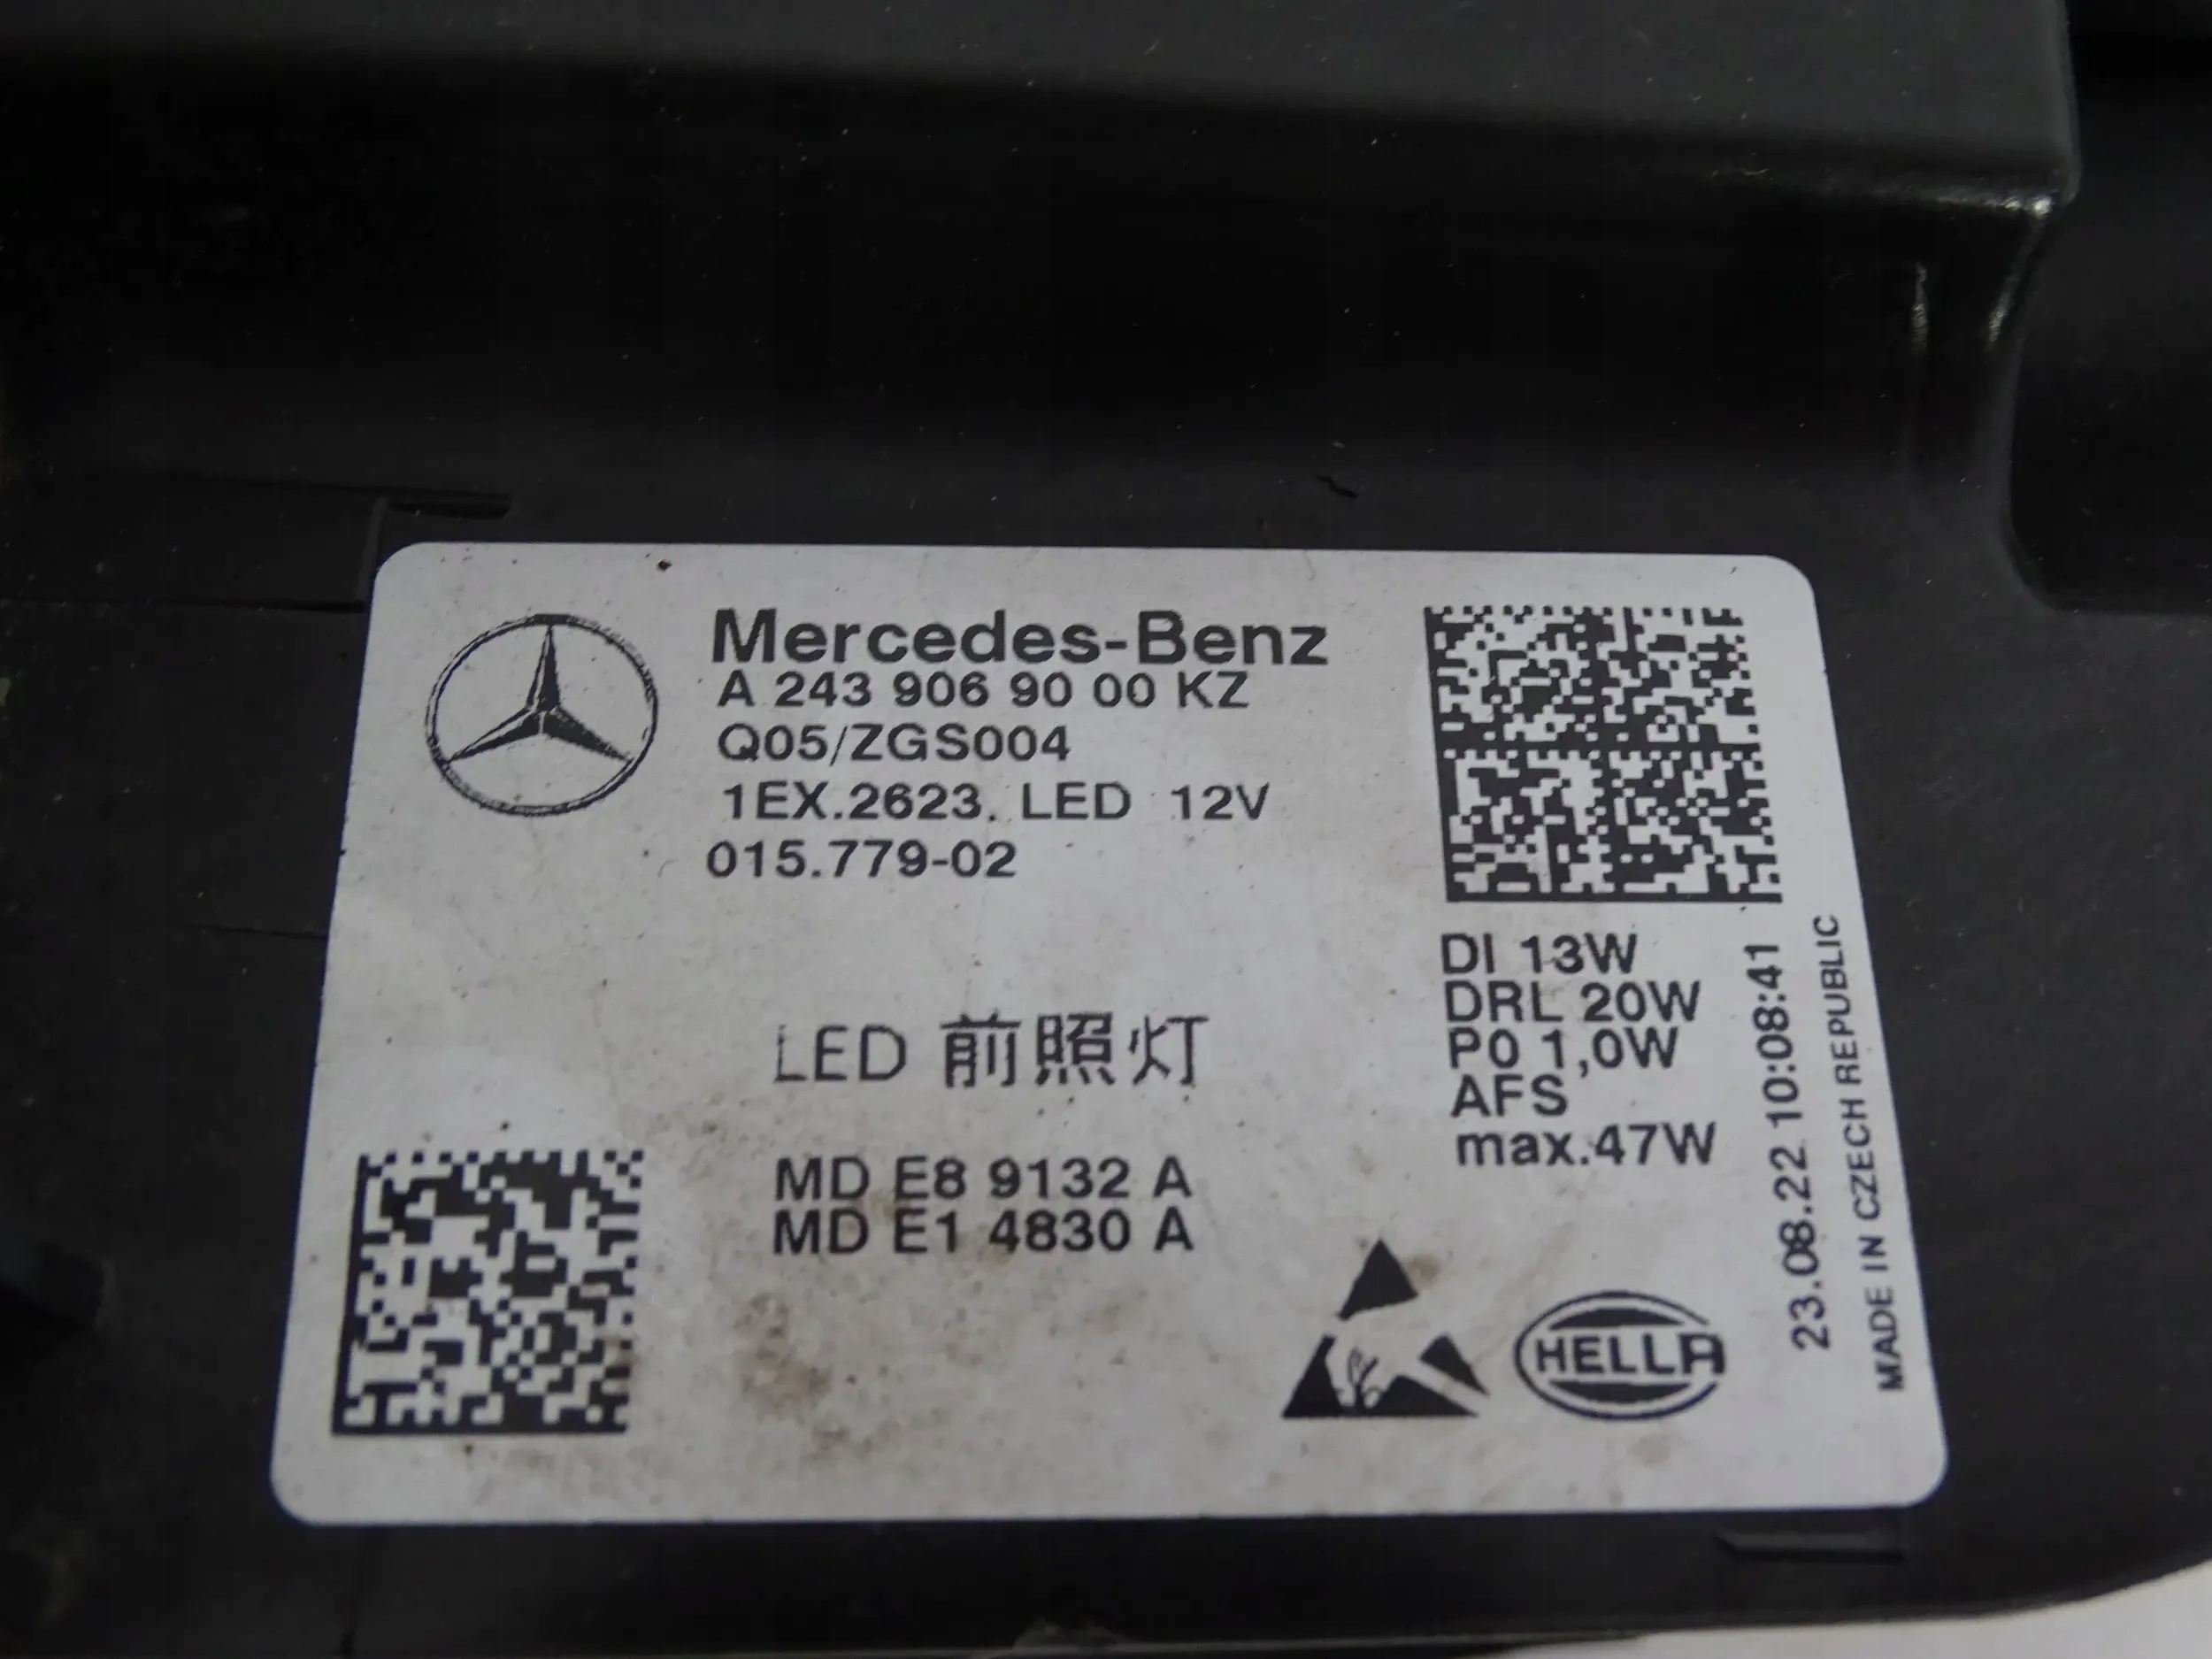 Mercedes-Benz
A 243 906 90 00 KZ
Q05/ZGS004
1EX.2623. LED 12V
015.779-02
LED 前照灯
MD E8 9132 A
MD E1 4830 A
DI 13W
DRL 20W
PO 1,0W
AFS
max.47W
HELLA
23.08.22 10:08:41
MADE IN CZECH REPUBLIC